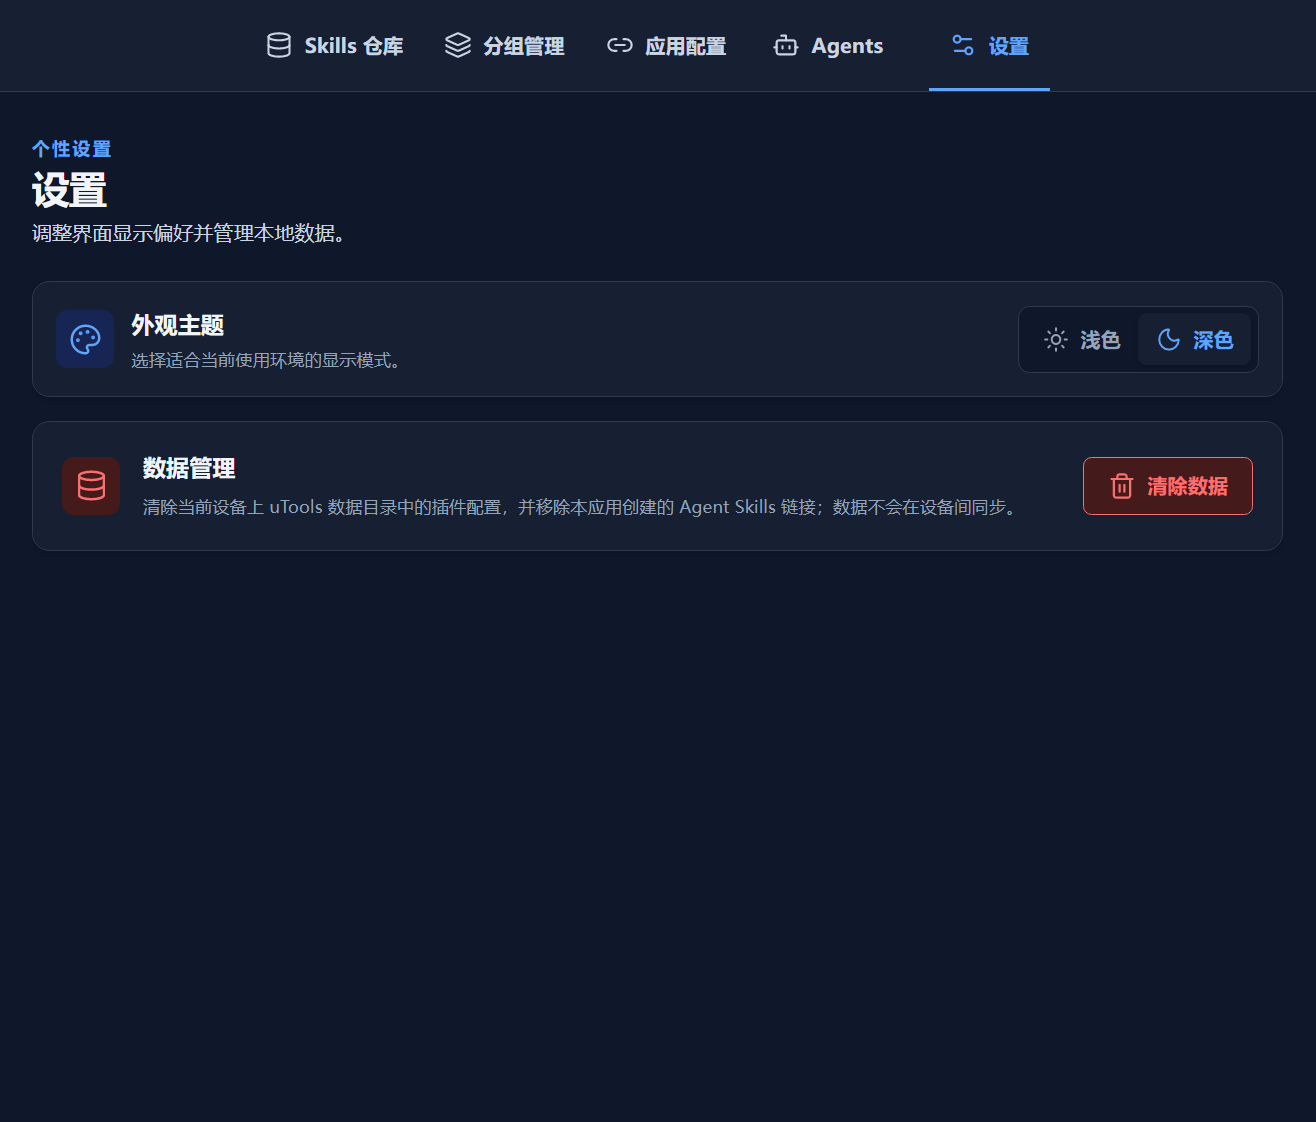 Skills 仓库
分组管理
应用配置
Agents
设置
个性设置
设置
调整界面显示偏好并管理本地数据。
外观主题
选择适合当前使用环境的显示模式。
浅色
深色
数据管理
清除当前设备上 uTools 数据目录中的插件配置，并移除本应用创建的 Agent Skills 链接；数据不会在设备间同步。
清除数据